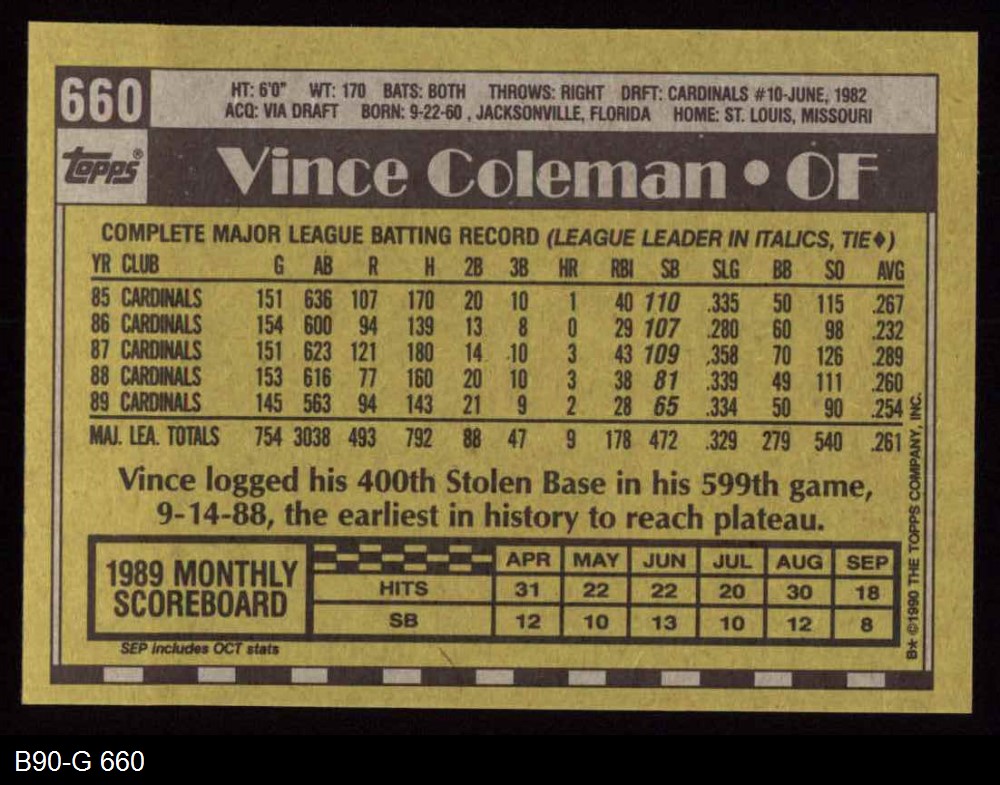 660
HT: 6'0" WT: 170 BATS: BOTH THROWS: RIGHT DRFT: CARDINALS #10-JUNE, 1982
ACQ: VIA DRAFT BORN: 9-22-60 , JACKSONVILLE, FLORIDA HOME: ST. LOUIS, MISSOURI
Topps®
Vince Coleman • OF
COMPLETE MAJOR LEAGUE BATTING RECORD (LEAGUE LEADER IN ITALICS, TIE♦)
YR CLUB G AB R H 2B 3B HR RBI SB SLG BB SO AVG
85 CARDINALS 151 636 107 170 20 10 1 40 110 .335 50 115 .267
86 CARDINALS 154 600 94 139 13 8 0 29 107 .280 60 98 .232
87 CARDINALS 151 623 121 180 14 10 3 43 109 .358 70 126 .289
88 CARDINALS 153 616 77 160 20 10 3 38 81 .339 49 111 .260
89 CARDINALS 145 563 94 143 21 9 2 28 65 .334 50 90 .254
MAJ. LEA. TOTALS 754 3038 493 792 88 47 9 178 472 .329 279 540 .261
Vince logged his 400th Stolen Base in his 599th game,
9-14-88, the earliest in history to reach plateau.
1989 MONTHLY
SCOREBOARD
APR MAY JUN JUL AUG SEP
HITS 31 22 22 20 30 18
SB 12 10 13 10 12 8
SEP includes OCT stats
B* ©1990 THE TOPPS COMPANY, INC.
B90-G 660